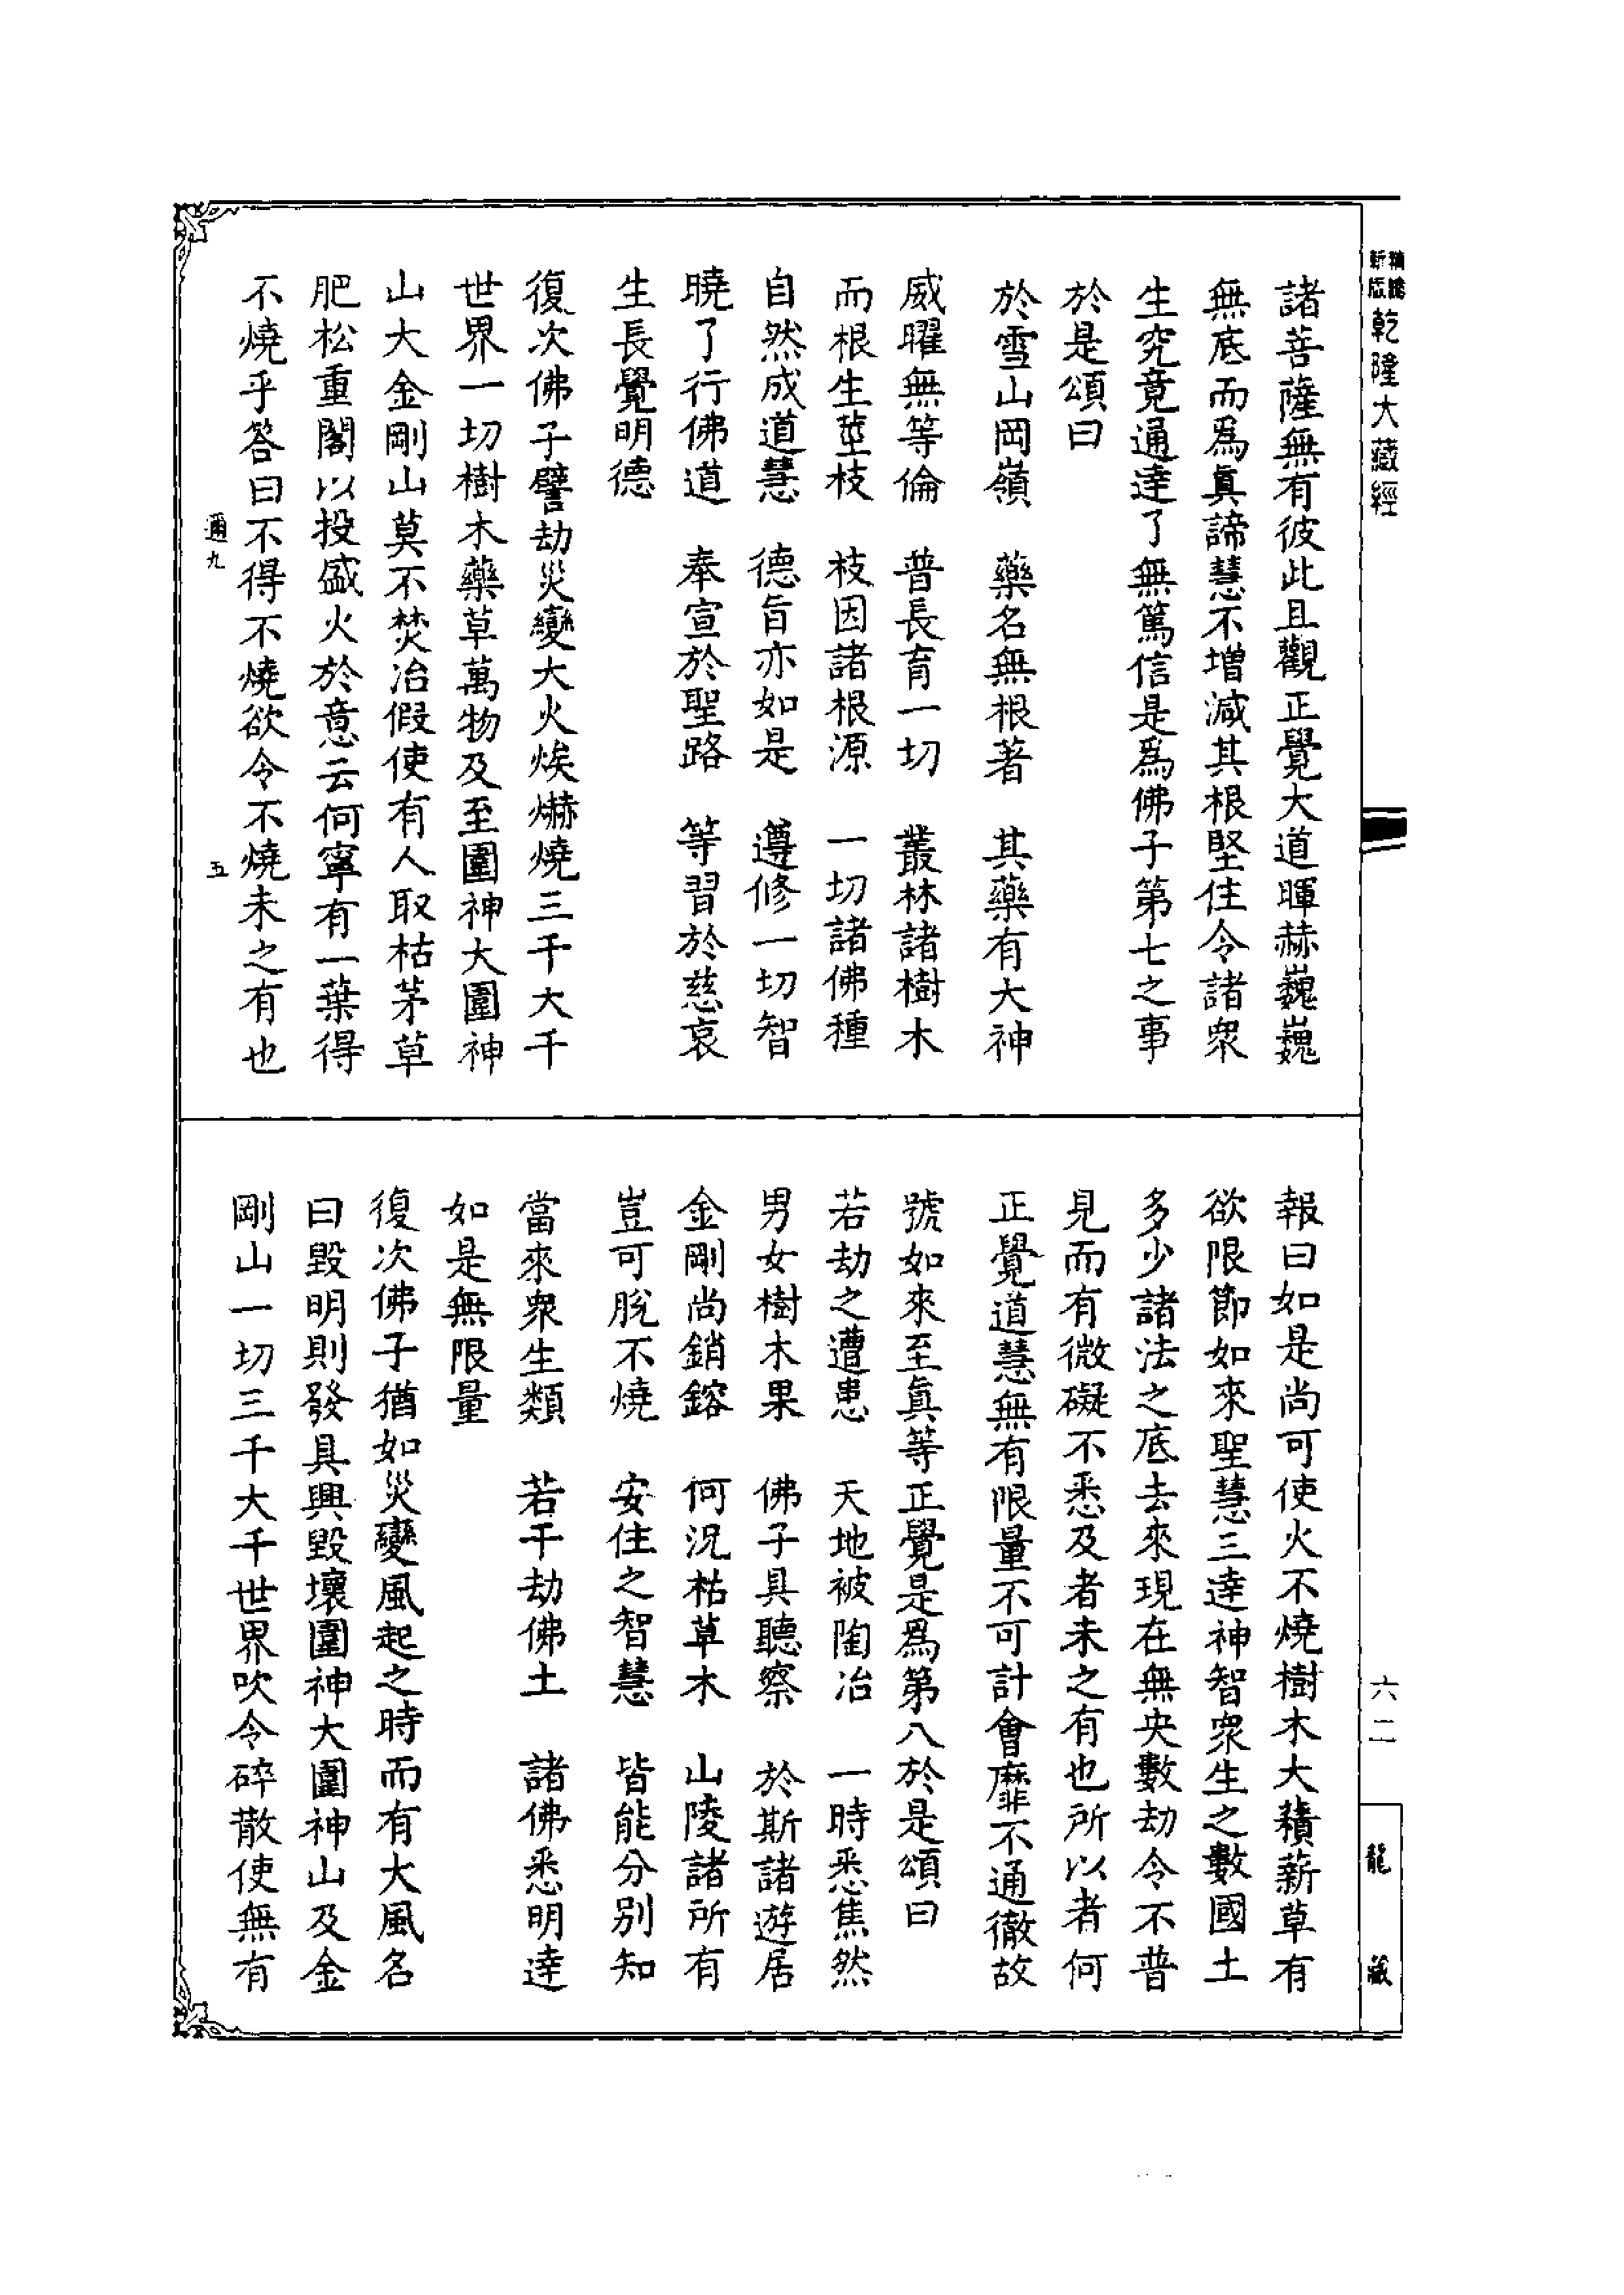 乾隆大藏經
諸菩薩無有彼此且觀正覺大道暉赫巍巍
無底而爲真諦慧不增減其根堅住令諸衆
生究竟通達了無篤信是爲佛子第七之事
於是頌曰
於雪山岡嶺　藥名無根著　其藥有大神
威曜無等倫　普長育一切　叢林諸樹木
而根生莖枝　枝因諸根源　一切諸佛種
自然成道慧　德旨亦如是　遵修一切智
曉了行佛道　奉宣於聖路　等習於慈哀
生長覺明德
復次佛子譬劫災變大火煥爀燒三千大千
世界一切樹木藥草萬物及至圍神大圍神
山大金剛山莫不焚冶假使有人取枯茅草
肥松重閣以投盛火於意云何寧有一葉得
不燒乎答曰不得不燒欲令不燒未之有也
邇九
五
報曰如是尚可使火不燒樹木大積薪草有
欲限節如來聖慧三達神智衆生之數國土
多少諸法之底去來現在無央數劫令不普
見而有微礙不悉及者未之有也所以者何
正覺道慧無有限量不可計會靡不通徹故
號如來至真等正覺是爲第八於是頌曰
若劫之遭患　天地被陶冶　一時悉焦然
男女樹木果　佛子具聽察　於斯諸遊居
金剛尚銷鎔　何況枯草木　山陵諸所有
豈可脫不燒　安住之智慧　皆能分別知
當來衆生類　若干劫佛土　諸佛悉明達
如是無限量
復次佛子猶如災變風起之時而有大風名
曰毀明則發具興毀壞圍神大圍神山及金
剛山一切三千大千世界吹令碎散使無有
六二
龍藏